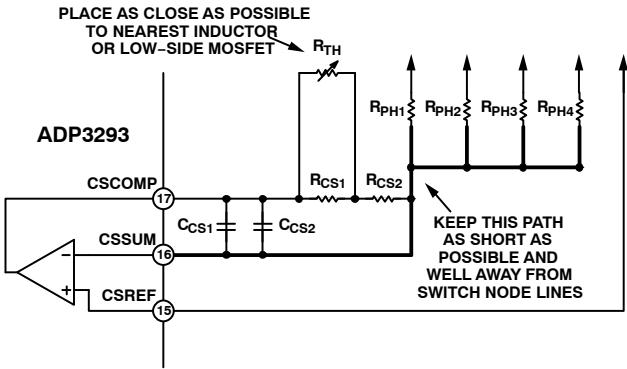 PLACE AS CLOSE AS POSSIBLE
TO NEAREST INDUCTOR
OR LOW–SIDE MOSFET
RTH
RPH1
RPH2
RPH3
RPH4
ADP3293
CSCOMP
17
RCS1
RCS2
CCS1
CCS2
CSSUM
16
KEEP THIS PATH
AS SHORT AS
POSSIBLE AND
WELL AWAY FROM
SWITCH NODE LINES
–
+
CSREF
15